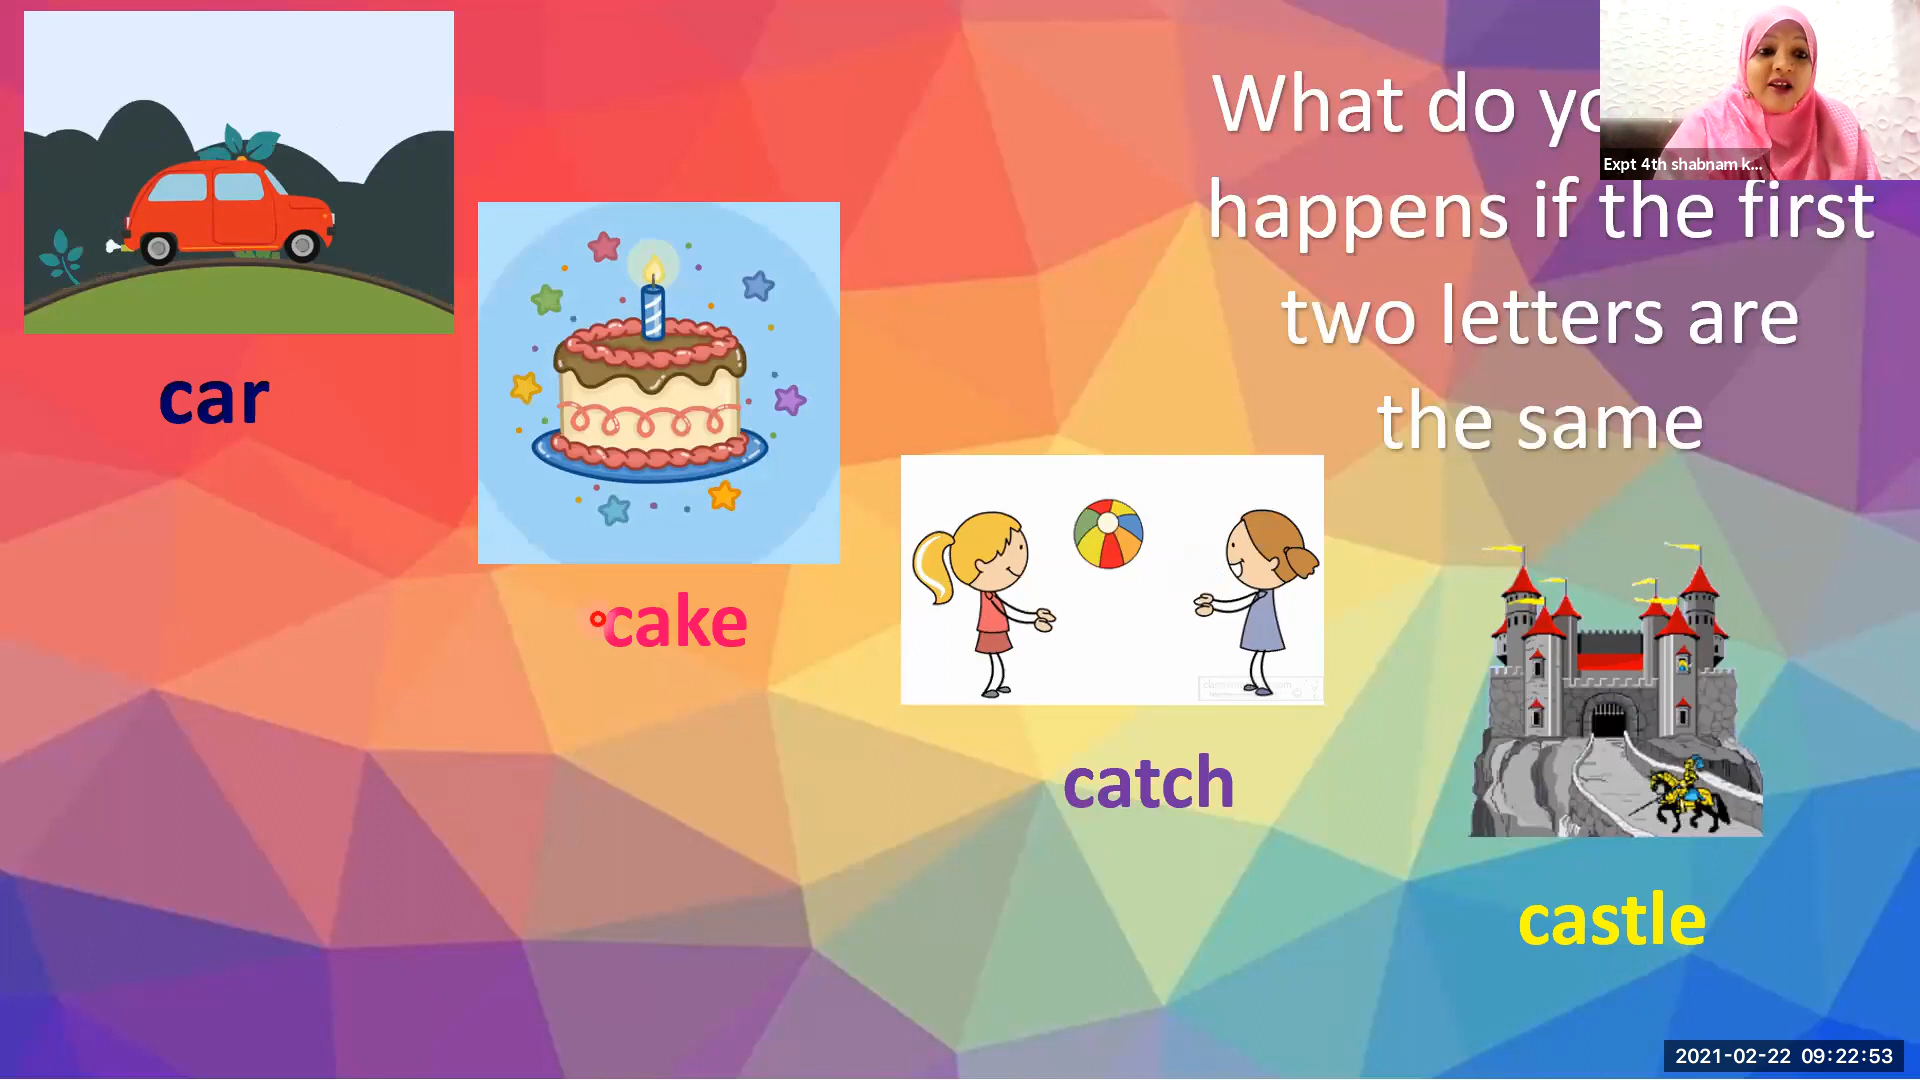 What do yo
happens if the first
two letters are
the same
Expt 4th shabnam k...
car
cake
catch
castle
2021-02-22 09:22:53